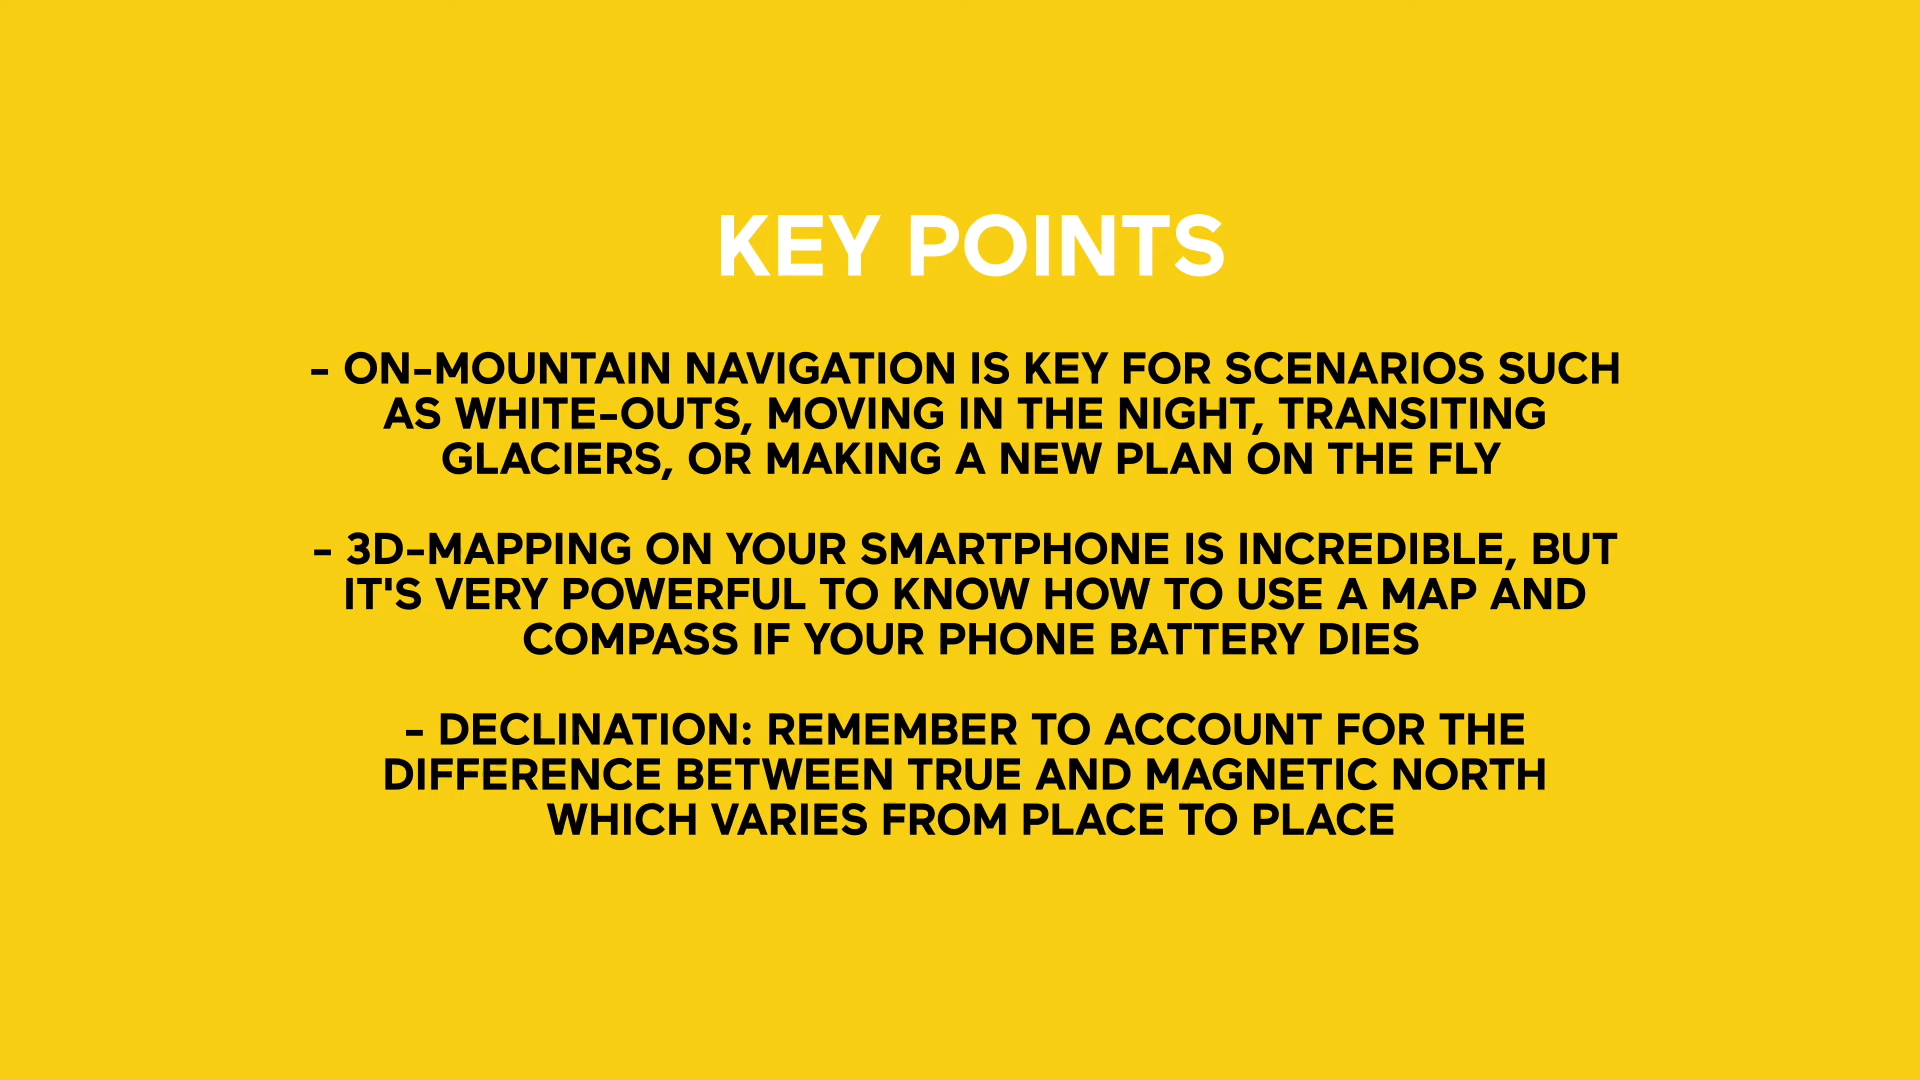 KEY POINTS
- ON-MOUNTAIN NAVIGATION IS KEY FOR SCENARIOS SUCH
AS WHITE-OUTS, MOVING IN THE NIGHT, TRANSITING
GLACIERS, OR MAKING A NEW PLAN ON THE FLY
- 3D-MAPPING ON YOUR SMARTPHONE IS INCREDIBLE, BUT
IT'S VERY POWERFUL TO KNOW HOW TO USE A MAP AND
COMPASS IF YOUR PHONE BATTERY DIES
- DECLINATION: REMEMBER TO ACCOUNT FOR THE
DIFFERENCE BETWEEN TRUE AND MAGNETIC NORTH
WHICH VARIES FROM PLACE TO PLACE